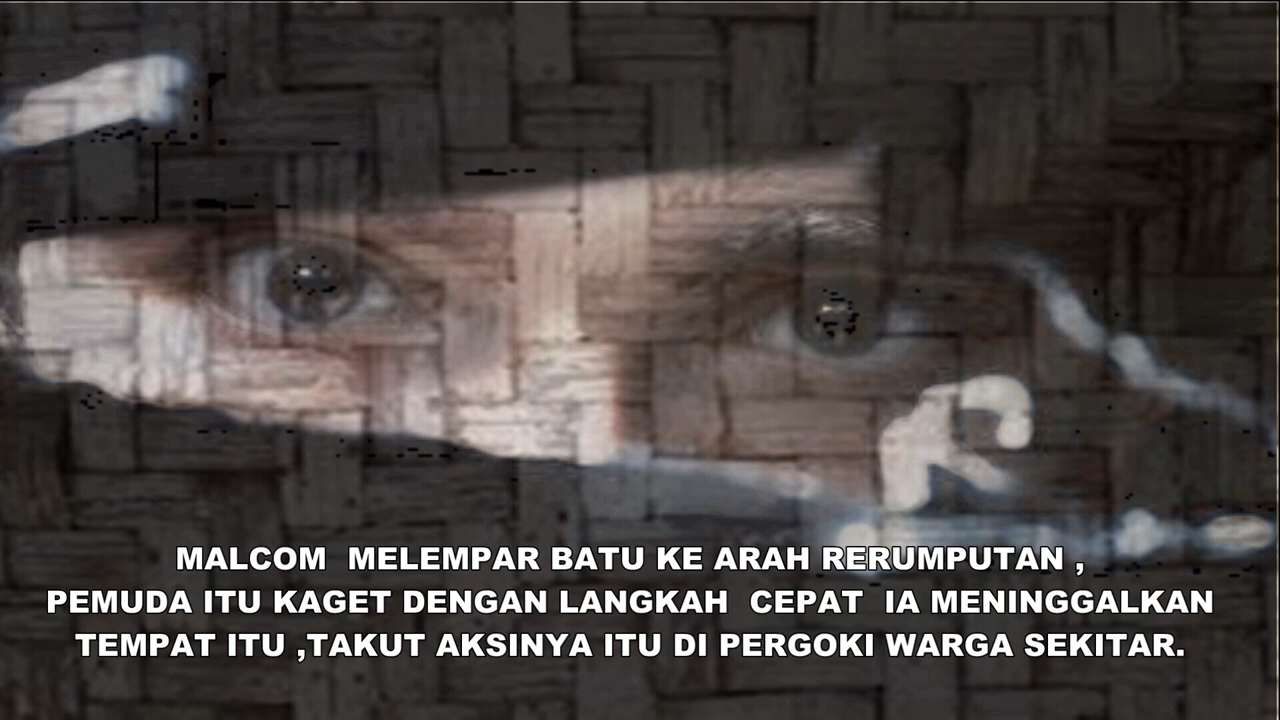 MALCOM MELEMPAR BATU KE ARAH RERUMPUTAN ,
PEMUDA ITU KAGET DENGAN LANGKAH CEPAT IA MENINGGALKAN
TEMPAT ITU ,TAKUT AKSINYA ITU DI PERGOKI WARGA SEKITAR.